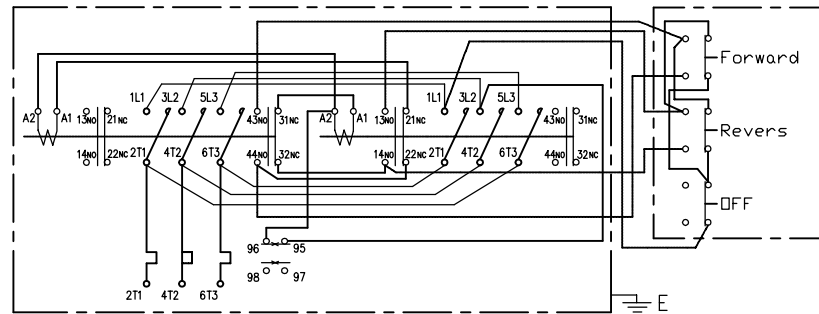 Forward
1L1 3L2 5L3 1L1 3L2 5L3
A2 A1 13NO 21NC 43NO 31NC A2 A1 13NO 21NC 43NO 31NC
Revers
14NO 22NC 2T1 4T2 6T3 44NO 32NC 14NO 22NC 2T1 4T2 6T3 44NO 32NC
OFF
96 95
98 97
2T1 4T2 6T3
E